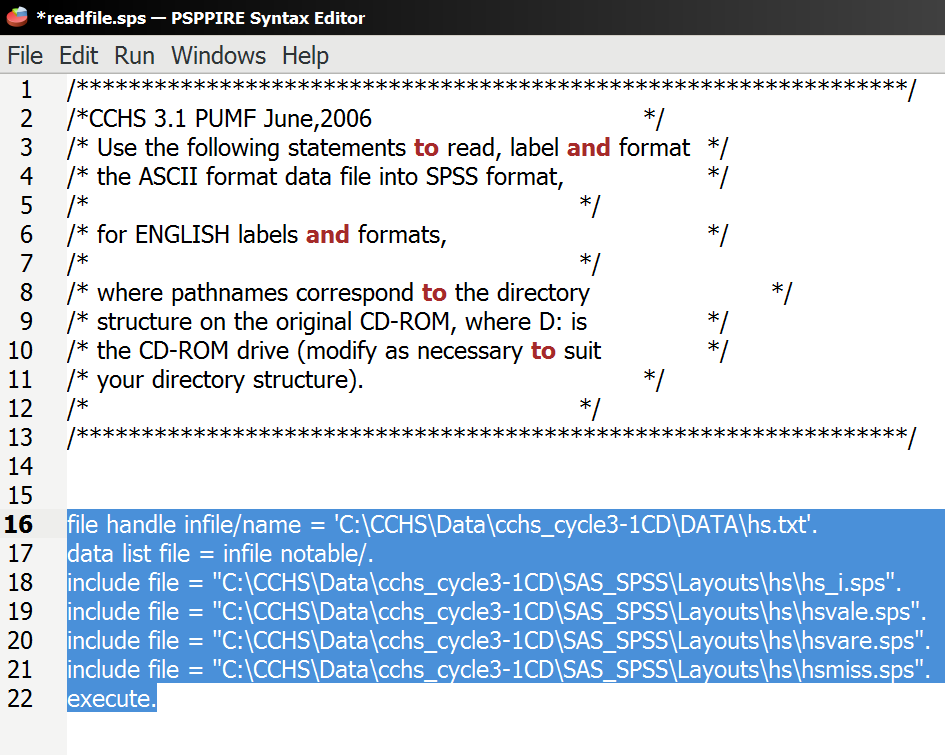 *readfile.sps — PSPPIRE Syntax Editor
File Edit Run Windows Help
1 /****************************************************************/
2 /*CCHS 3.1 PUMF June,2006 */
3 /* Use the following statements to read, label and format */
4 /* the ASCII format data file into SPSS format, */
5 /* */
6 /* for ENGLISH labels and formats, */
7 /* */
8 /* where pathnames correspond to the directory */
9 /* structure on the original CD-ROM, where D: is */
10 /* the CD-ROM drive (modify as necessary to suit */
11 /* your directory structure). */
12 /* */
13 /****************************************************************/
14
15
16 file handle infile/name = 'C:\CCHS\Data\cchs_cycle3-1CD\DATA\hs.txt'.
17 data list file = infile notable/.
18 include file = "C:\CCHS\Data\cchs_cycle3-1CD\SAS_SPSS\Layouts\hs\hs_i.sps".
19 include file = "C:\CCHS\Data\cchs_cycle3-1CD\SAS_SPSS\Layouts\hs\hsvale.sps".
20 include file = "C:\CCHS\Data\cchs_cycle3-1CD\SAS_SPSS\Layouts\hs\hsvare.sps".
21 include file = "C:\CCHS\Data\cchs_cycle3-1CD\SAS_SPSS\Layouts\hs\hsmiss.sps".
22 execute.